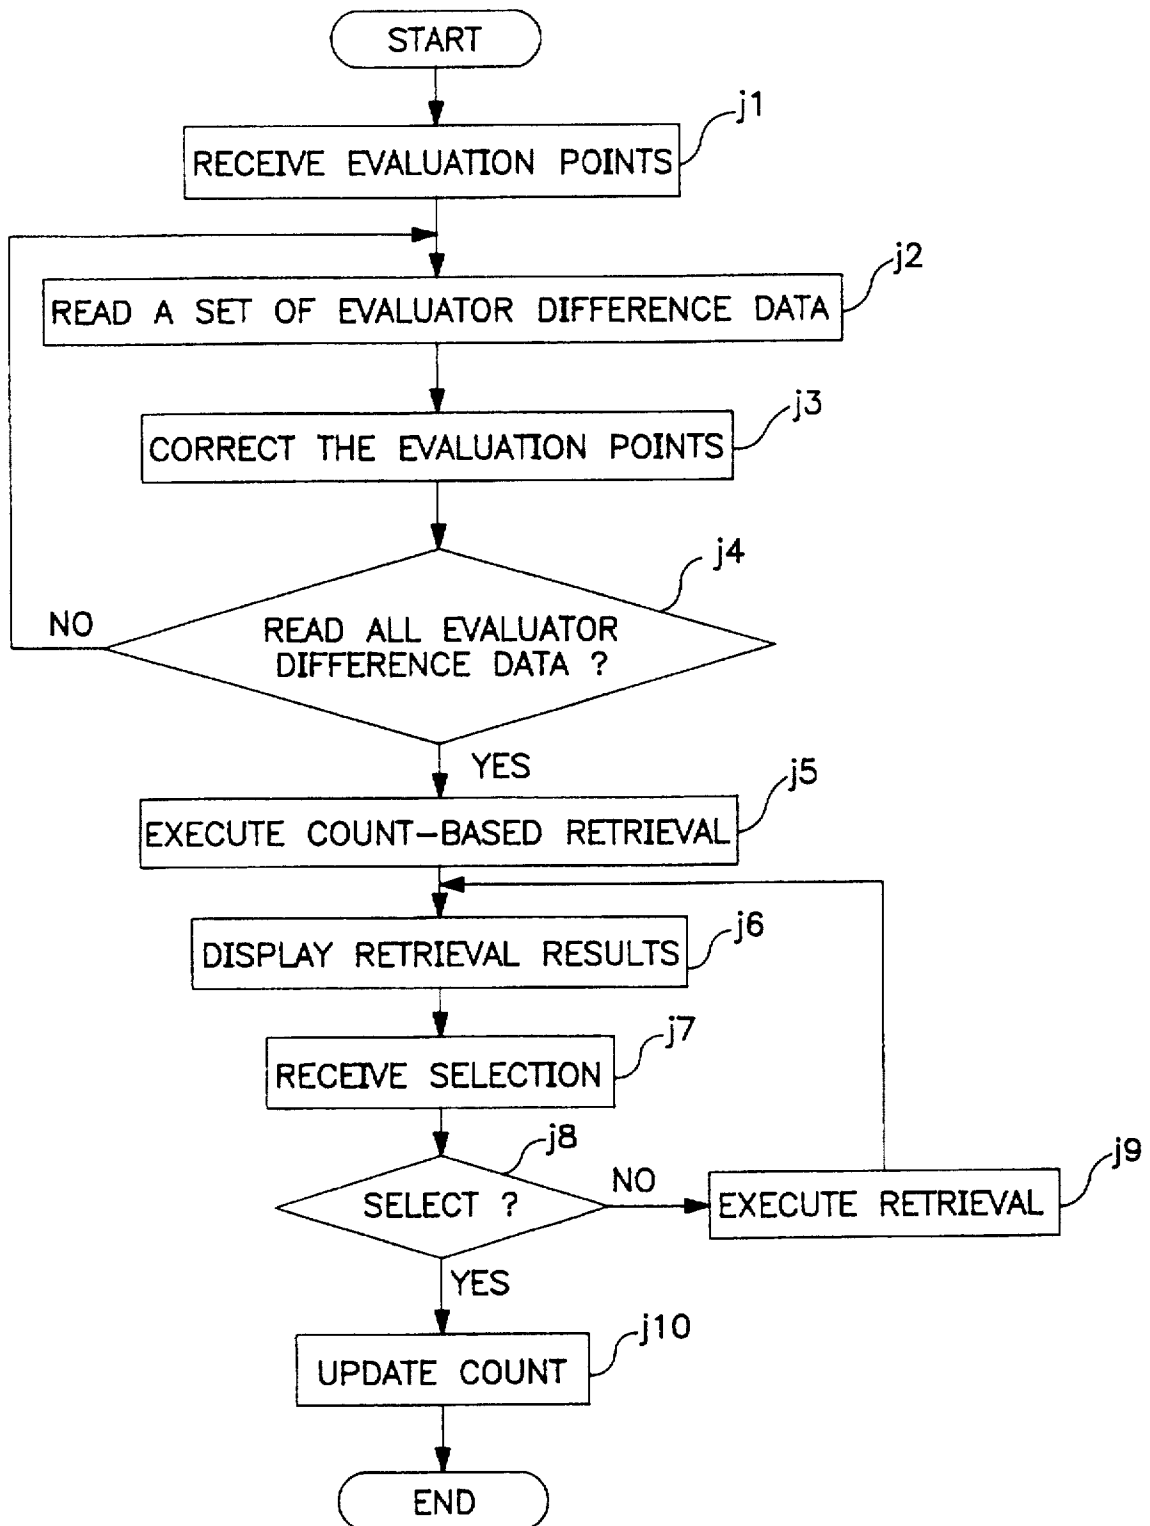 START
j1
RECEIVE EVALUATION POINTS
j2
READ A SET OF EVALUATOR DIFFERENCE DATA
j3
CORRECT THE EVALUATION POINTS
j4
NO
READ ALL EVALUATOR
DIFFERENCE DATA ?
YES
j5
EXECUTE COUNT-BASED RETRIEVAL
j6
DISPLAY RETRIEVAL RESULTS
j7
RECEIVE SELECTION
j8
SELECT ?
NO
j9
EXECUTE RETRIEVAL
YES
j10
UPDATE COUNT
END